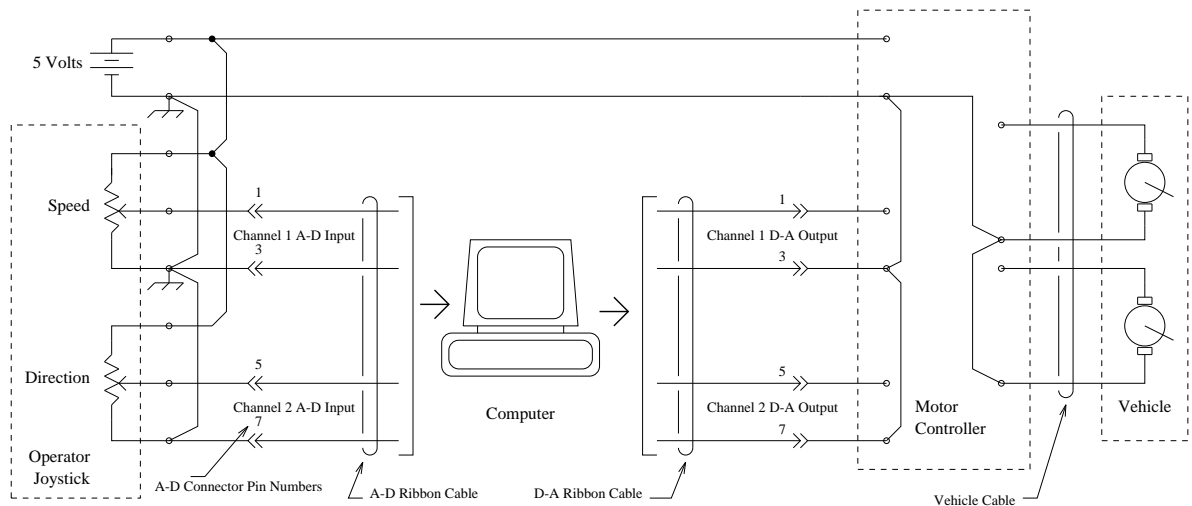 5 Volts
Speed
1
Channel 1 A-D Input
3
Direction
5
Channel 2 A-D Input
7
Operator
Joystick
A-D Connector Pin Numbers
A-D Ribbon Cable
Computer
1
Channel 1 D-A Output
3
5
Channel 2 D-A Output
7
D-A Ribbon Cable
Motor
Controller
Vehicle
Vehicle Cable